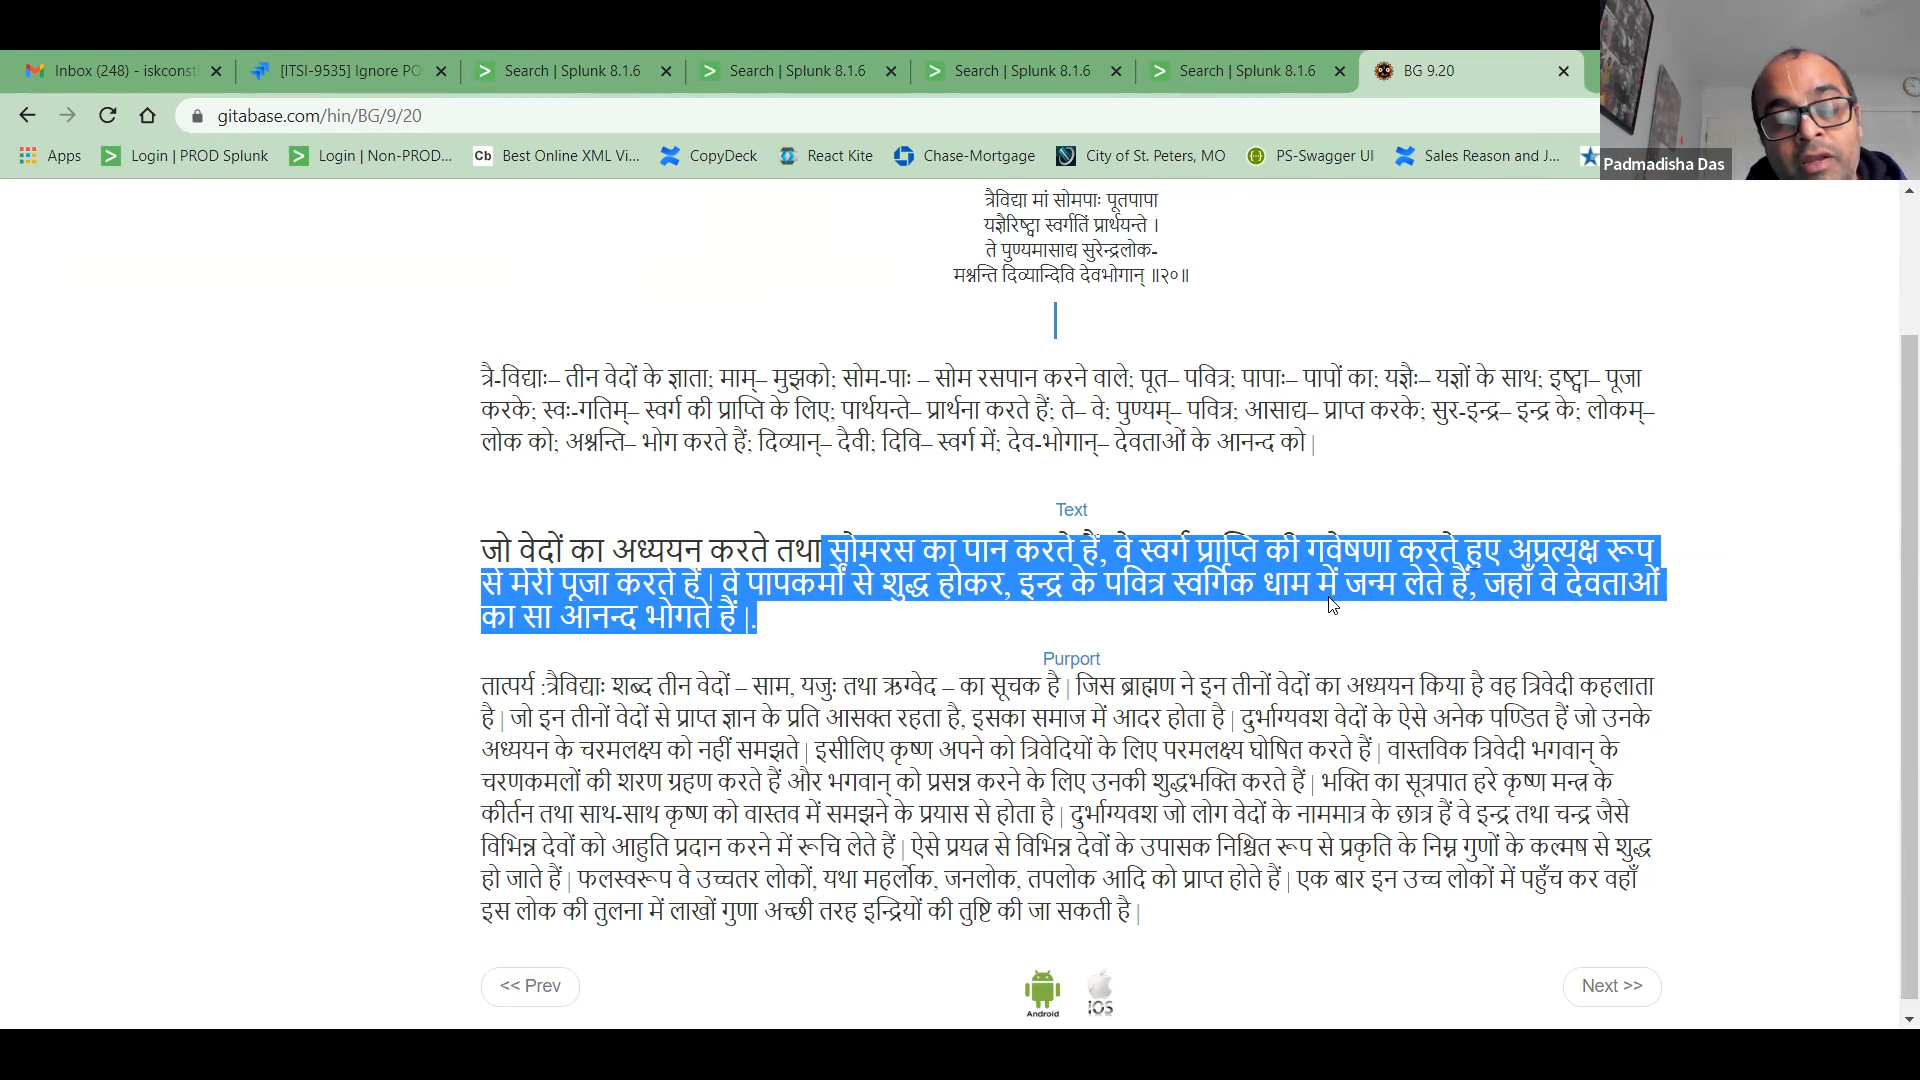 Inbox (248) - iskconst
[ITSI-9535] Ignore PO
Search | Splunk 8.1.6
Search | Splunk 8.1.6
Search | Splunk 8.1.6
Search | Splunk 8.1.6
BG 9.20
gitabase.com/hin/BG/9/20
Apps
Login | PROD Splunk
Login | Non-PROD...
Cb Best Online XML Vi...
CopyDeck
React Kite
Chase-Mortgage
City of St. Peters, MO
PS-Swagger UI
Sales Reason and J...
Padmadisha Das
त्रैविद्या मां सोमपाः पूतपापा
यज्ञैरिष्ट्वा स्वर्गतिं प्रार्थयन्ते ।
ते पुण्यमासाद्य सुरेन्द्रलोक-
मश्नन्ति दिव्यान्दिवि देवभोगान् ॥२०॥
त्रै-विद्याः– तीन वेदों के ज्ञाता; माम्– मुझको; सोम-पाः – सोम रसपान करने वाले; पूत– पवित्र; पापाः– पापों का; यज्ञैः– यज्ञों के साथ; इष्ट्वा– पूजा
करके; स्वः-गतिम्– स्वर्ग की प्राप्ति के लिए; पार्थयन्ते– प्रार्थना करते हैं; ते– वे; पुण्यम्– पवित्र; आसाद्य– प्राप्त करके; सुर-इन्द्र– इन्द्र के; लोकम्–
लोक को; अश्नन्ति– भोग करते हैं; दिव्यान्– दैवी; दिवि– स्वर्ग में; देव-भोगान्– देवताओं के आनन्द को |
Text
जो वेदों का अध्ययन करते तथा सोमरस का पान करते हैं, वे स्वर्ग प्राप्ति की गवेषणा करते हुए अप्रत्यक्ष रूप
से मेरी पूजा करते हैं | वे पापकर्मों से शुद्ध होकर, इन्द्र के पवित्र स्वर्गिक धाम में जन्म लेते हैं, जहाँ वे देवताओं
का सा आनन्द भोगते हैं |.
Purport
तात्पर्य :त्रैविद्याः शब्द तीन वेदों – साम, यजुः तथा ऋग्वेद – का सूचक है | जिस ब्राह्मण ने इन तीनों वेदों का अध्ययन किया है वह त्रिवेदी कहलाता
है | जो इन तीनों वेदों से प्राप्त ज्ञान के प्रति आसक्त रहता है, इसका समाज में आदर होता है | दुर्भाग्यवश वेदों के ऐसे अनेक पण्डित हैं जो उनके
अध्ययन के चरमलक्ष्य को नहीं समझते | इसीलिए कृष्ण अपने को त्रिवेदियों के लिए परमलक्ष्य घोषित करते हैं | वास्तविक त्रिवेदी भगवान् के
चरणकमलों की शरण ग्रहण करते हैं और भगवान् को प्रसन्न करने के लिए उनकी शुद्धभक्ति करते हैं | भक्ति का सूत्रपात हरे कृष्ण मन्त्र के
कीर्तन तथा साथ-साथ कृष्ण को वास्तव में समझने के प्रयास से होता है | दुर्भाग्यवश जो लोग वेदों के नाममात्र के छात्र हैं वे इन्द्र तथा चन्द्र जैसे
विभिन्न देवों को आहुति प्रदान करने में रूचि लेते हैं | ऐसे प्रयत्न से विभिन्न देवों के उपासक निश्चित रूप से प्रकृति के निम्न गुणों के कल्मष से शुद्ध
हो जाते हैं | फलस्वरूप वे उच्चतर लोकों, यथा महर्लोक, जनलोक, तपलोक आदि को प्राप्त होते हैं | एक बार इन उच्च लोकों में पहुँच कर वहाँ
इस लोक की तुलना में लाखों गुणा अच्छी तरह इन्द्रियों की तुष्टि की जा सकती है |
<< Prev
Android
iOS
Next >>